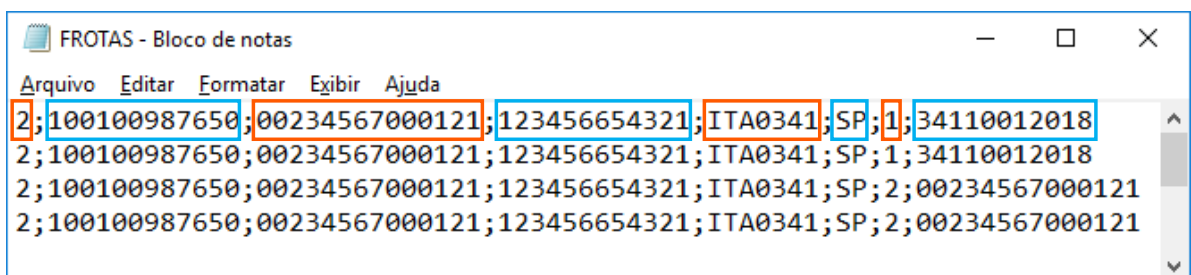 FROTAS - Bloco de notas
Arquivo Editar Formatar Exibir Ajuda
2;100100987650;00234567000121;123456654321;ITA0341;SP;1;34110012018
2;100100987650;00234567000121;123456654321;ITA0341;SP;1;34110012018
2;100100987650;00234567000121;123456654321;ITA0341;SP;2;00234567000121
2;100100987650;00234567000121;123456654321;ITA0341;SP;2;00234567000121